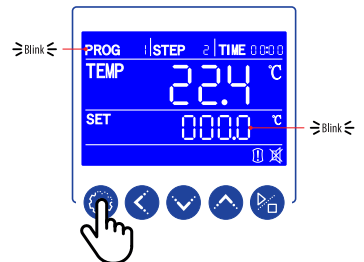 Blink
PROG 1 STEP 2 TIME 00:00
TEMP 22.4 ℃
SET 000.0 ℃
Blink